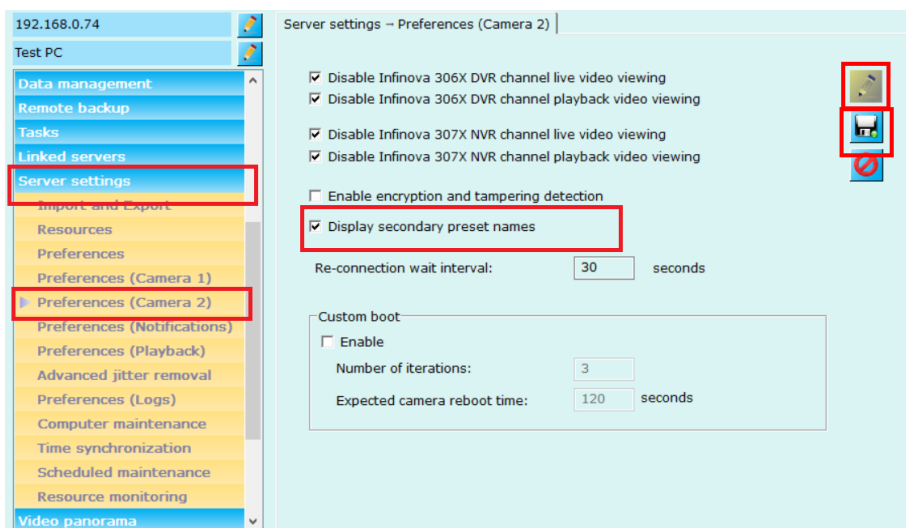 192.168.0.74
Test PC
Data management
Remote backup
Tasks
Linked servers
Server settings
Import and Export
Resources
Preferences
Preferences (Camera 1)
Preferences (Camera 2)
Preferences (Notifications)
Preferences (Playback)
Advanced jitter removal
Preferences (Logs)
Computer maintenance
Time synchronization
Scheduled maintenance
Resource monitoring
Video panorama
Server settings → Preferences (Camera 2)
Disable Infinova 306X DVR channel live video viewing
Disable Infinova 306X DVR channel playback video viewing
Disable Infinova 307X NVR channel live video viewing
Disable Infinova 307X NVR channel playback video viewing
Enable encryption and tampering detection
Display secondary preset names
Re-connection wait interval: 30 seconds
Custom boot
Enable
Number of iterations: 3
Expected camera reboot time: 120 seconds